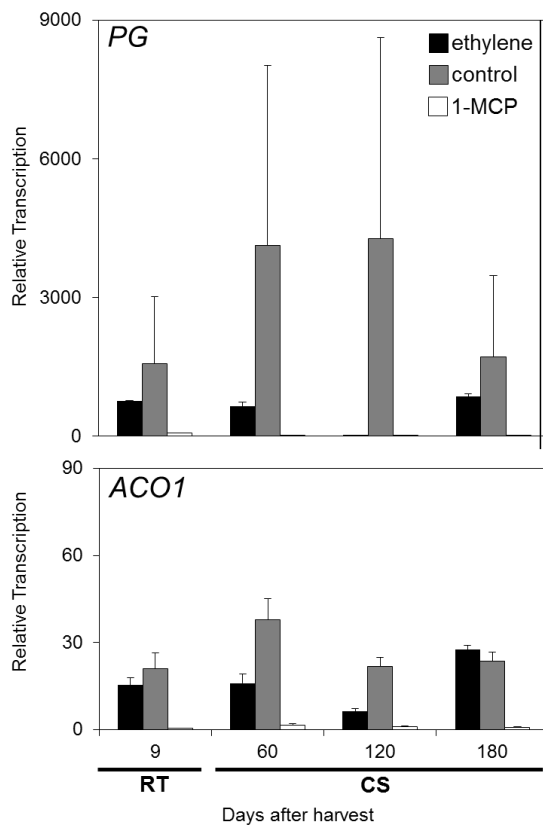 9000
PG
ethylene
control
1-MCP
6000
Relative Transcription
3000
0
90
ACO1
60
Relative Transcription
30
0
9 60 120 180
RT CS
Days after harvest